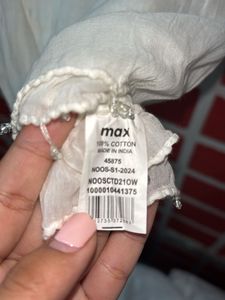 max
100% COTTON
MADE IN INDIA
45875
NOOS-S1-2024
NOOSCTD21OW
1000010441375